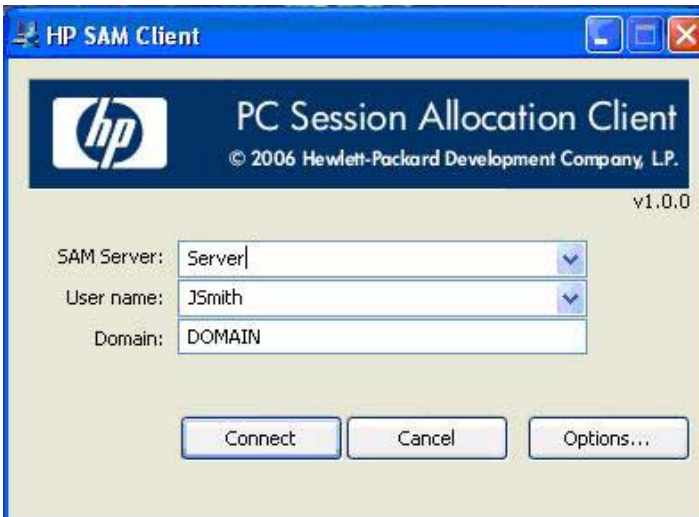 HP SAM Client
hp
PC Session Allocation Client
© 2006 Hewlett-Packard Development Company, L.P.
v1.0.0
SAM Server: Server
User name: JSmith
Domain: DOMAIN
Connect Cancel Options...